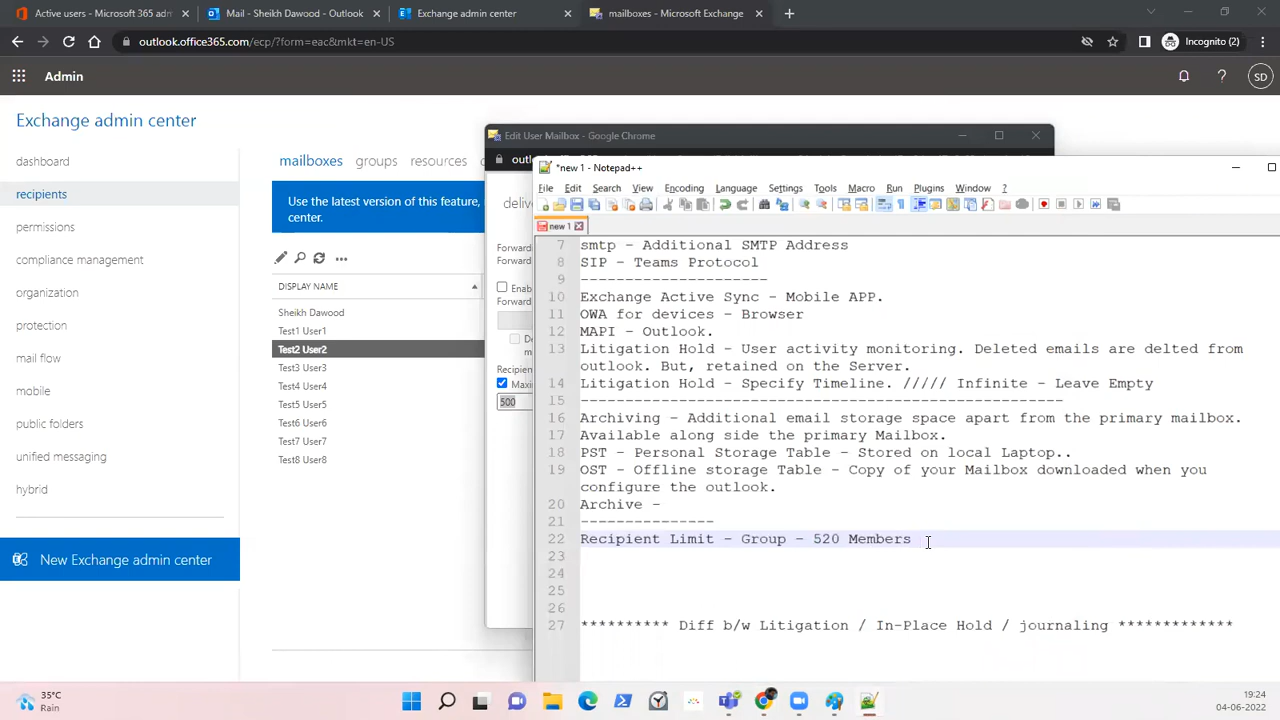 Active users - Microsoft 365 adm
Mail - Sheikh Dawood - Outlook
Exchange admin center
mailboxes - Microsoft Exchange
outlook.office365.com/ecp/?form=eac&mkt=en-US
Incognito (2)
Admin
?
SD
Exchange admin center
dashboard
recipients
permissions
compliance management
organization
protection
mail flow
mobile
public folders
unified messaging
hybrid
New Exchange admin center
mailboxes groups resources
Use the latest version of this feature,
center.
DISPLAY NAME
Sheikh Dawood
Test1 User1
Test2 User2
Test3 User3
Test4 User4
Test5 User5
Test6 User6
Test7 User7
Test8 User8
Edit User Mailbox - Google Chrome
outl
deliv
Forward
Forward
Enab
Forward
De
m
Recipien
Maxi
500
*new 1 - Notepad++
File Edit Search View Encoding Language Settings Tools Macro Run Plugins Window ?
new 1
7 smtp - Additional SMTP Address
8 SIP - Teams Protocol
9 ---------------------
10 Exchange Active Sync - Mobile APP.
11 OWA for devices - Browser
12 MAPI - Outlook.
13 Litigation Hold - User activity monitoring. Deleted emails are delted from
outlook. But, retained on the Server.
14 Litigation Hold - Specify Timeline. ///// Infinite - Leave Empty
15 ------------------------------------------------------
16 Archiving - Additional email storage space apart from the primary mailbox.
17 Available along side the primary Mailbox.
18 PST - Personal Storage Table - Stored on local Laptop..
19 OST - Offline storage Table - Copy of your Mailbox downloaded when you
configure the outlook.
20 Archive -
21 ---------------
22 Recipient Limit - Group - 520 Members
23
24
25
26
27 ********** Diff b/w Litigation / In-Place Hold / journaling *************
35°C
Rain
19:24
04-06-2022